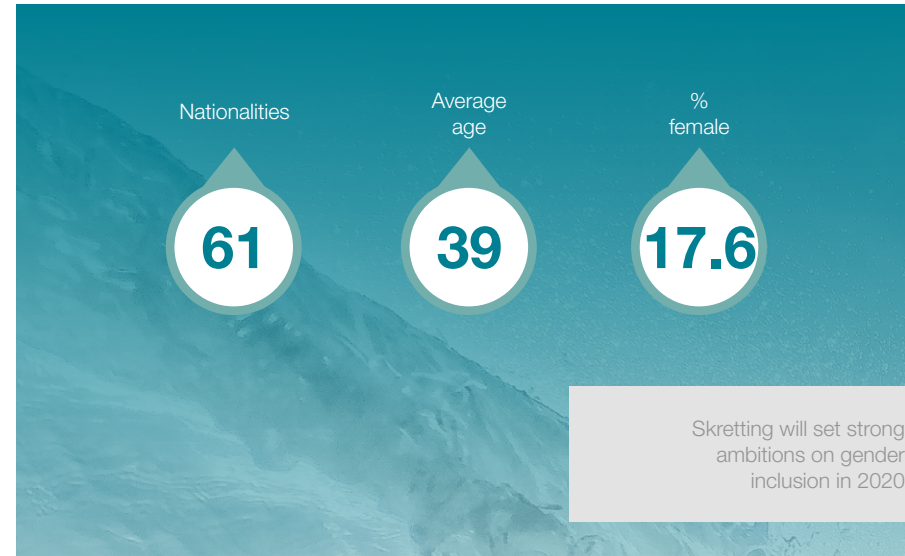 Nationalities
61
Average
age
39
%
female
17.6
Skretting will set strong
ambitions on gender
inclusion in 2020